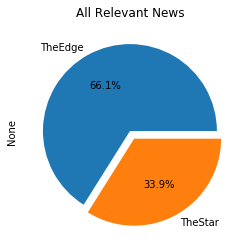 All Relevant News
TheEdge
66.1%
None
33.9%
TheStar